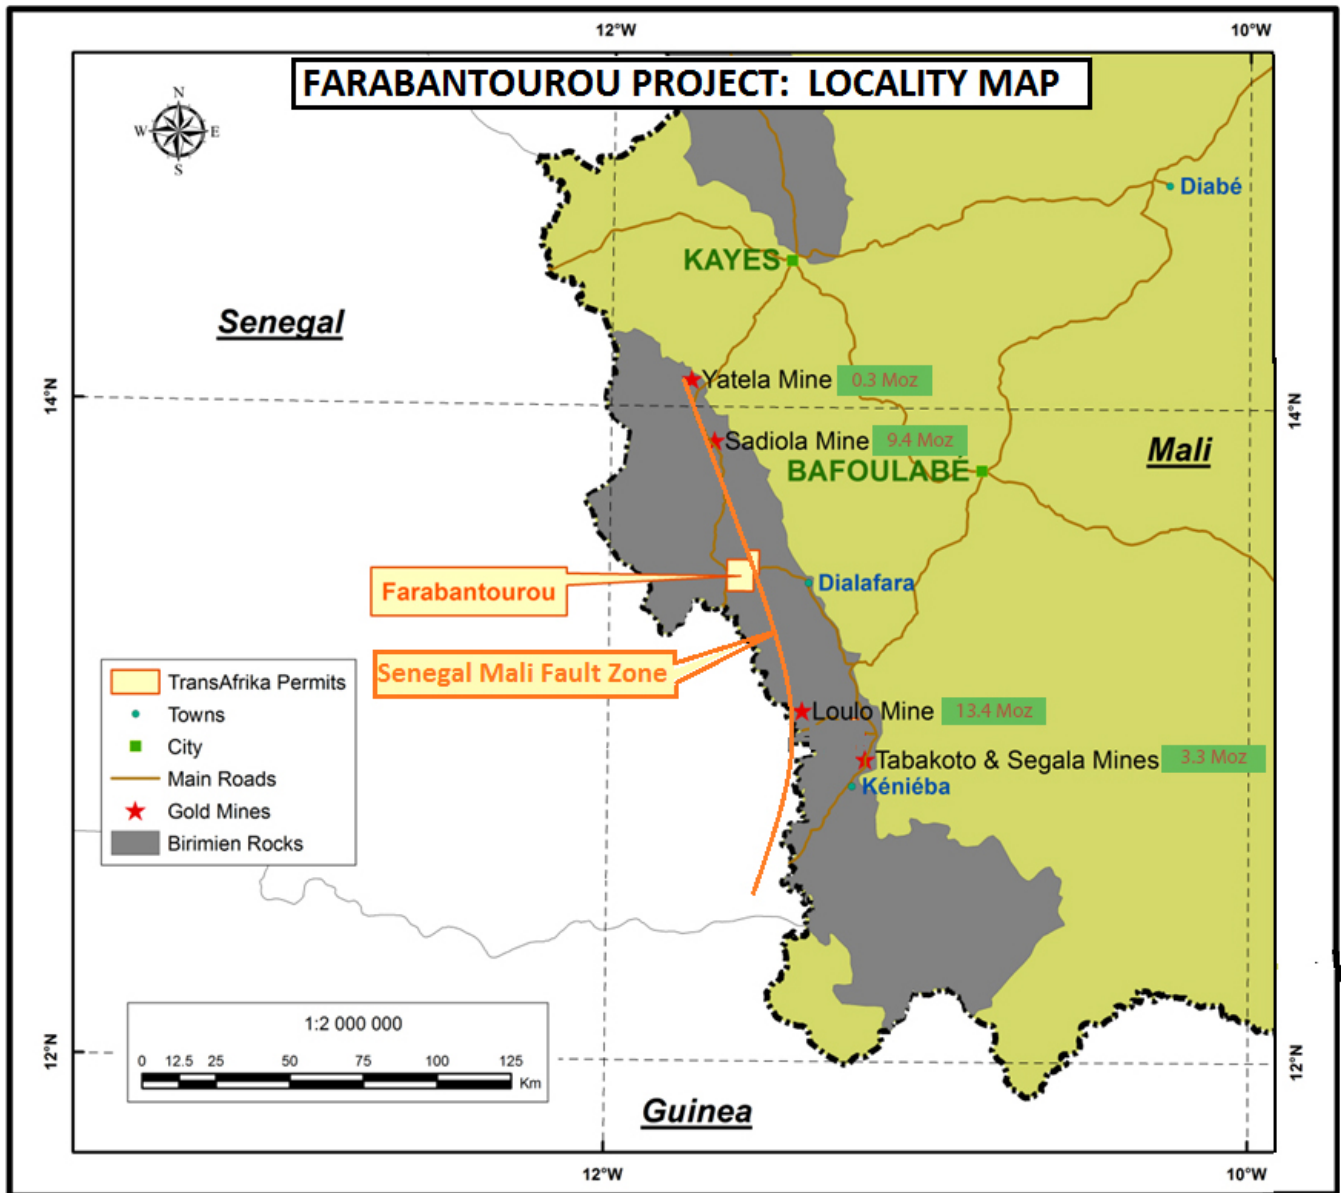 12°W
10°W
FARABANTOUROU PROJECT: LOCALITY MAP
N
W
E
S
Diabé
KAYES
Senegal
Yatela Mine 0.3 Moz
14°N
14°N
Sadiola Mine 9.4 Moz
Mali
BAFOULABÉ
Farabantourou
Dialafara
Senegal Mali Fault Zone
TransAfrika Permits
Towns
City
Main Roads
Gold Mines
Birimien Rocks
Loulo Mine 13.4 Moz
Tabakoto & Segala Mines 3.3 Moz
Kéniéba
1:2 000 000
0 12.5 25 50 75 100 125
Km
12°N
12°N
Guinea
12°W
10°W